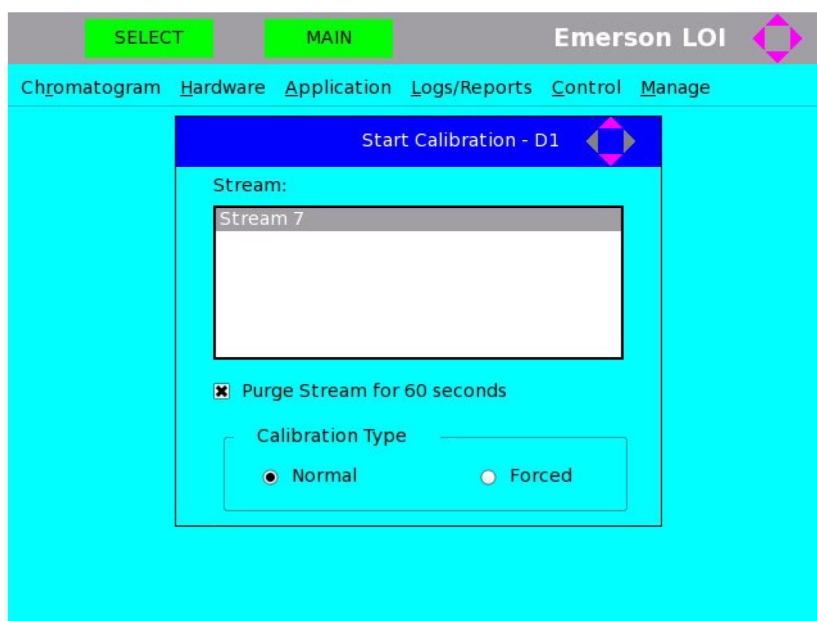 SELECT MAIN Emerson LOI
Chromatogram Hardware Application Logs/Reports Control Manage
Start Calibration - D1
Stream:
Stream 7
Purge Stream for 60 seconds
Calibration Type
Normal Forced